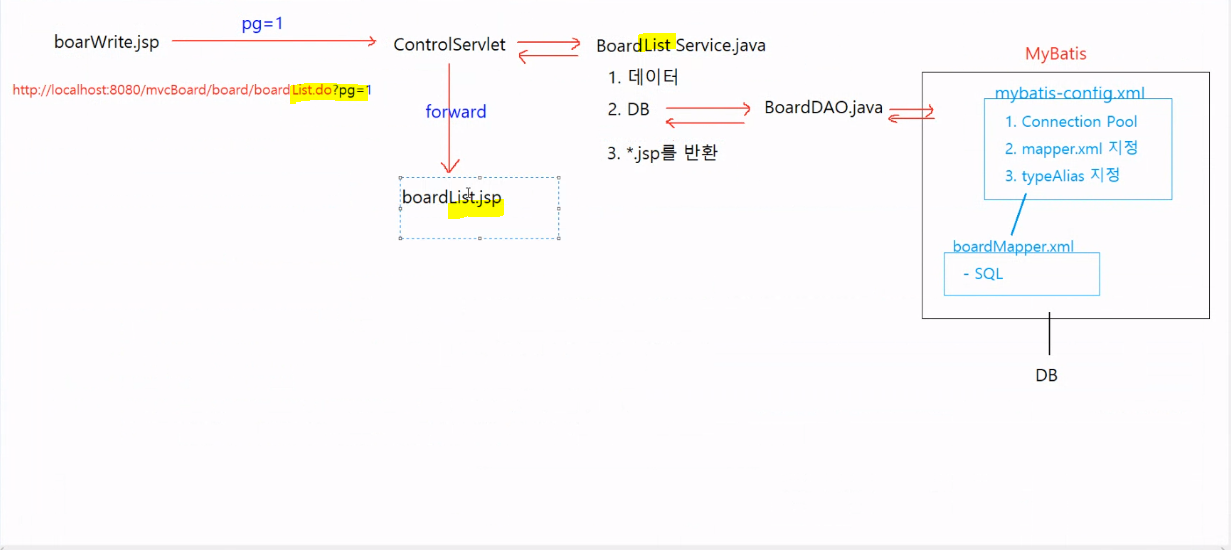 pg=1
boarWrite.jsp
ControlServlet
BoardList Service.java
http://localhost:8080/mvcBoard/board/boardList.do?pg=1
1. 데이터
2. DB
3. *.jsp를 반환
BoardDAO.java
forward
boardList.jsp
MyBatis
mybatis-contig.xml
1. Connection Pool
2. mapper.xml 지정
3. typeAlias 지정
boardMapper.xml
- SQL
DB